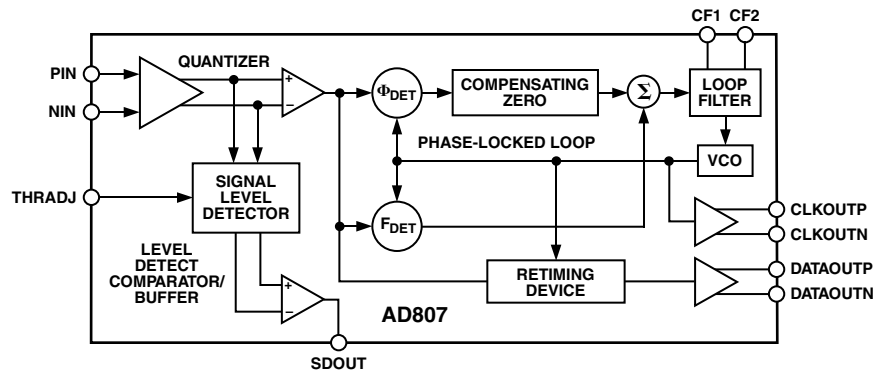 CF1 CF2
PIN
NIN
QUANTIZER
+
−
ΦDET
COMPENSATING
ZERO
Σ
LOOP
FILTER
VCO
PHASE-LOCKED LOOP
THRADJ
SIGNAL
LEVEL
DETECTOR
FDET
CLKOUTP
CLKOUTN
LEVEL
DETECT
COMPARATOR/
BUFFER
+
−
RETIMING
DEVICE
DATAOUTP
DATAOUTN
AD807
SDOUT